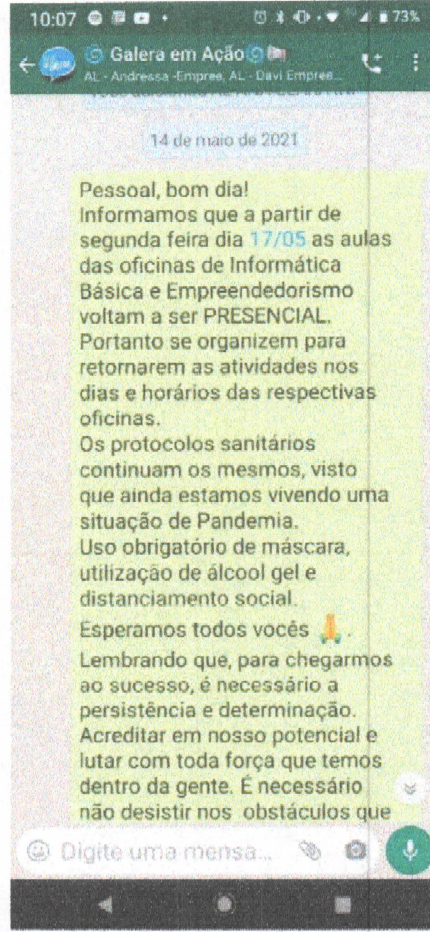 10:07
73%
Galera em Ação
AL - Andressa -Empree, AL - Davi Empree...
14 de maio de 2021
Pessoal, bom dia!
Informamos que a partir de
segunda feira dia 17/05 as aulas
das oficinas de Informática
Básica e Empreendedorismo
voltam a ser PRESENCIAL.
Portanto se organizem para
retornarem as atividades nos
dias e horários das respectivas
oficinas.
Os protocolos sanitários
continuam os mesmos, visto
que ainda estamos vivendo uma
situação de Pandemia.
Uso obrigatório de máscara,
utilização de álcool gel e
distanciamento social.
Esperamos todos vocês 🙏.
Lembrando que, para chegarmos
ao sucesso, é necessário a
persistência e determinação.
Acreditar em nosso potencial e
lutar com toda força que temos
dentro da gente. É necessário
não desistir nos obstáculos que
Digite uma mensa...